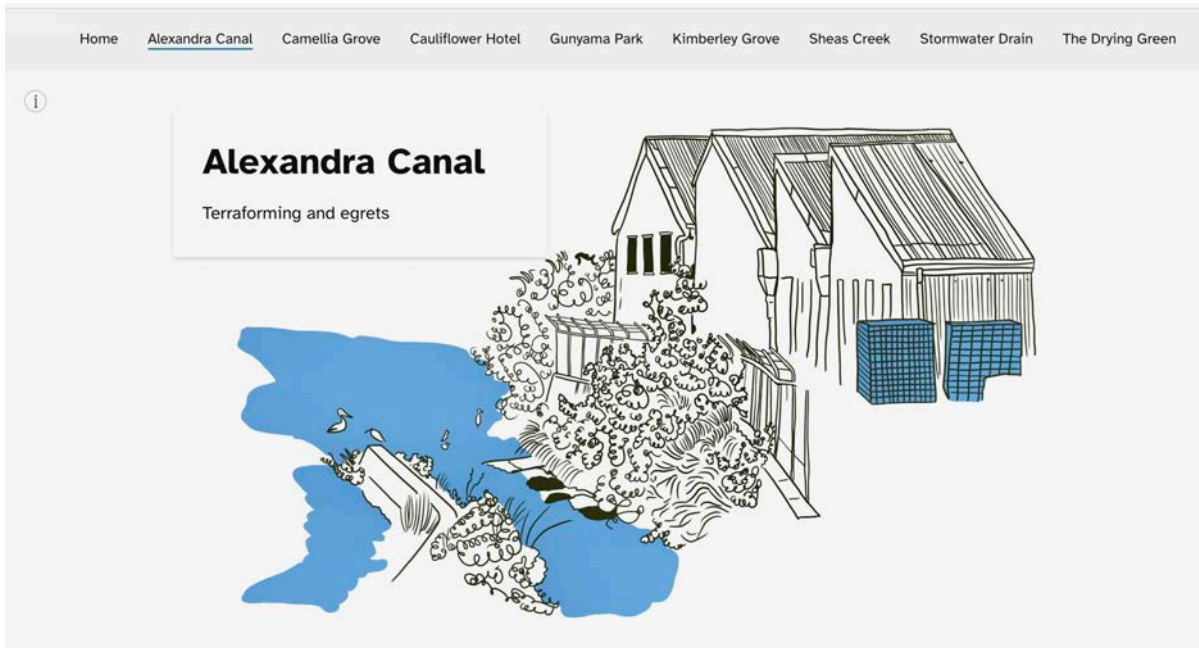 Home Alexandra Canal Camellia Grove Cauliflower Hotel Gunyama Park Kimberley Grove Sheas Creek Stormwater Drain The Drying Green
i
Alexandra Canal
Terraforming and egrets